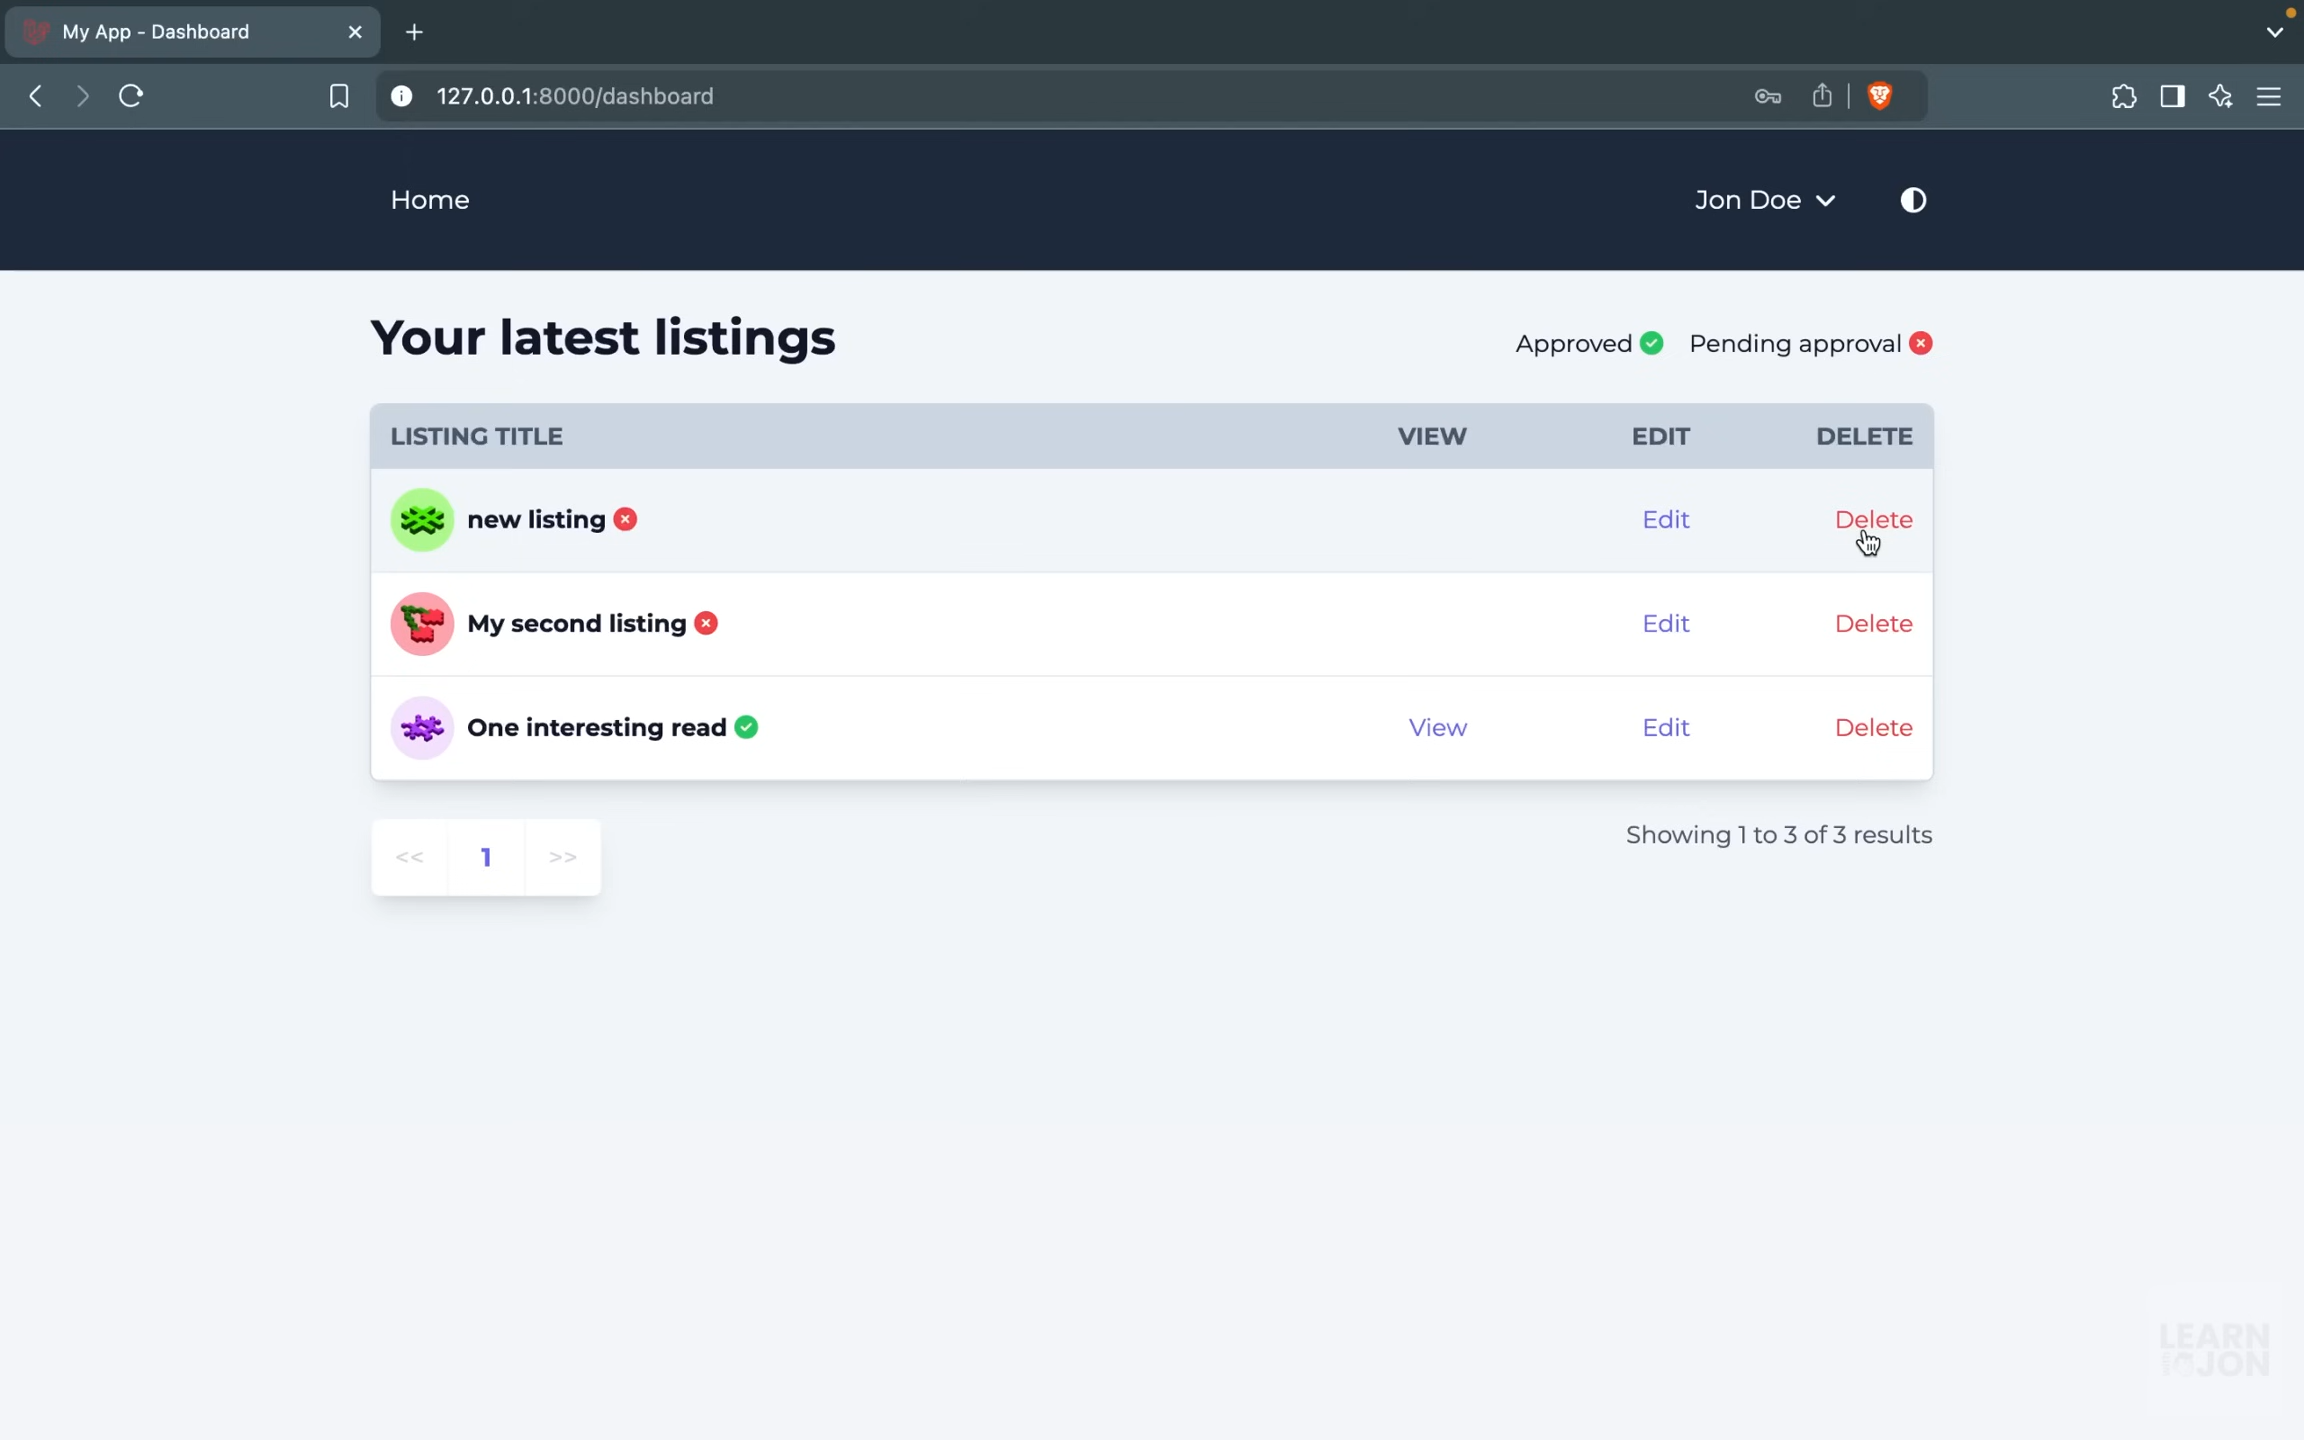 My App - Dashboard
127.0.0.1:8000/dashboard
Home
Jon Doe
Your latest listings
Approved
Pending approval
LISTING TITLE VIEW EDIT DELETE
new listing Edit Delete
My second listing Edit Delete
One interesting read View Edit Delete
<< 1 >>
Showing 1 to 3 of 3 results
LEARN
JON